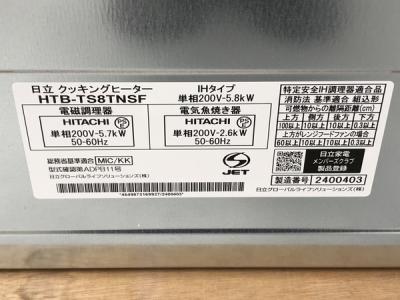 日立 クッキングヒーター IHタイプ
HTB-TS8TNSF 単相200V-5.8kW
電磁調理器
HITACHI
PS E
単相200V-5.7kW
50-60Hz
電気魚焼き器
HITACHI
PS E
単相200V-2.6kW
50-60Hz
総務省基準適合 MIC/KK
型式確認第ADFB11号
日立グローバルライフソリューションズ(株)
S
JET
特定安全IH調理器適合品
消防法 基準適合 組込形
可燃物からの離隔距離(cm)
上方 側方 後方 下方
100以上 10以上 10以上 0.3以上
上方がレンジフードファンの場合
60以上 10以上 10以上 0.3以上
日立家電
メンバーズクラブ
製品登録
製造番号 2400403
日立グローバルライフソリューションズ(株)